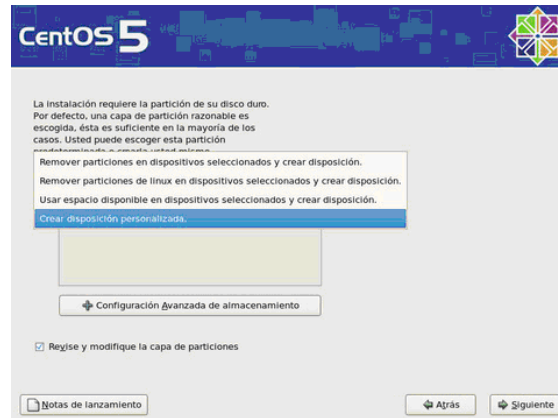 CentOS 5
La instalación requiere la partición de su disco duro.
Por defecto, una capa de partición razonable es
escogida, ésta es suficiente en la mayoría de los
casos. Usted puede escoger esta partición
Remover particiones en dispositivos seleccionados y crear disposición.
Remover particiones de linux en dispositivos seleccionados y crear disposición.
Usar espacio disponible en dispositivos seleccionados y crear disposición.
Crear disposición personalizada.
Configuración Avanzada de almacenamiento
Revise y modifique la capa de particiones
Notas de lanzamiento
Atrás
Siguiente